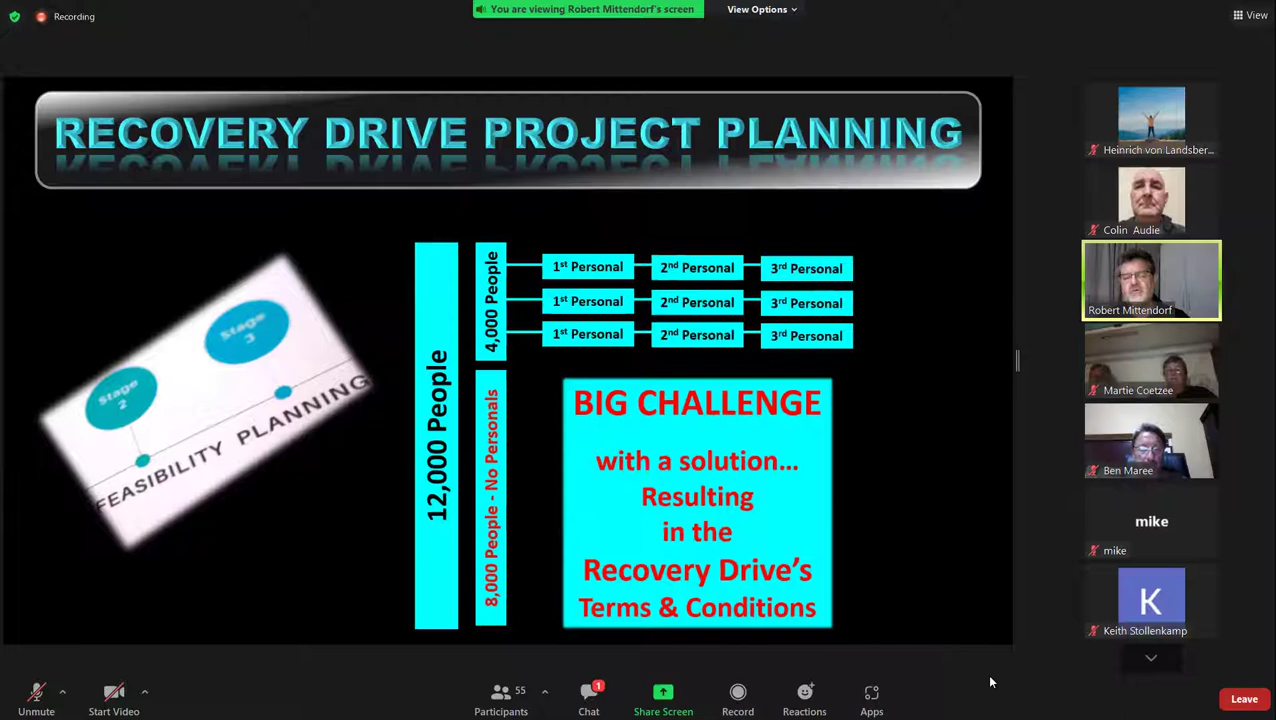 Recording
You are viewing Robert Mittendorf's screen
View Options
View
RECOVERY DRIVE PROJECT PLANNING
Stage
2
Stage
3
FEASIBILITY PLANNING
12,000 People
4,000 People
8,000 People - No Personals
1st Personal 2nd Personal 3rd Personal
1st Personal 2nd Personal 3rd Personal
1st Personal 2nd Personal 3rd Personal
BIG CHALLENGE
with a solution...
Resulting
in the
Recovery Drive's
Terms & Conditions
Heinrich von Landsber...
Colin Audie
Robert Mittendorf
Martie Coetzee
Ben Maree
mike
mike
K
Keith Stollenkamp
Unmute
Start Video
55
Participants
1
Chat
Share Screen
Record
Reactions
Apps
Leave